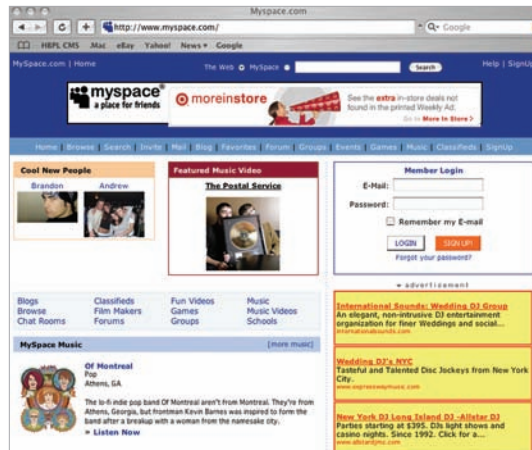 Myspace.com
http://www.myspace.com/
Google
HBPL CMS .Mac eBay Yahoo! News Google
MySpace.com | Home
The Web MySpace
Search
Help | SignUp
myspace
a place for friends
moreinstore
See the extra in-store deals not
found in the printed Weekly Ad.
Go to More In Store >
Home | Browse | Search | Invite | Mail | Blog | Favorites | Forum | Groups | Events | Games | Music | Classifieds | SignUp
Cool New People
Brandon Andrew
Featured Music Video
The Postal Service
Member Login
E-Mail:
Password:
Remember my E-mail
LOGIN SIGN UP!
Forgot your password?
advertisement
Blogs Classifieds Fun Videos Music
Browse Film Makers Games Music Videos
Chat Rooms Forums Groups Schools
MySpace Music [more music]
Of Montreal
Pop
Athens, GA
The lo-fi indie pop band Of Montreal aren't from Montreal. They're from
Athens, Georgia, but frontman Kevin Barnes was inspired to form the
band after a breakup with a woman from the namesake city.
» Listen Now
International Sounds: Wedding DJ Group
An elegant, non-intrusive DJ entertainment
organization for finer Weddings and social...
internationalsounds.com
Wedding DJ's NYC
Tasteful and Talented Disc Jockeys from New York
City.
www.expresswaymusic.com
New York DJ Long Island DJ -Allstar DJ
Parties starting at $395. DJs light shows and
casino nights. Since 1992. Click for a...
www.allstardjinc.com